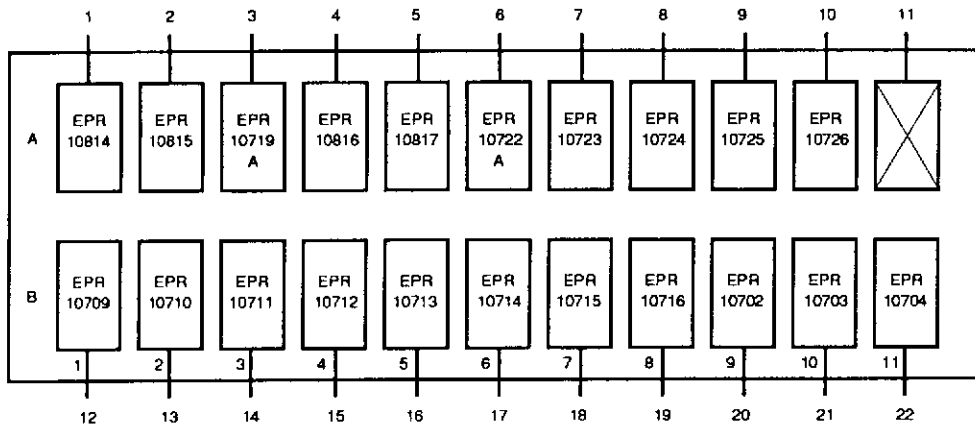 1 2 3 4 5 6 7 8 9 10 11
A
EPR EPR EPR EPR EPR EPR EPR EPR EPR EPR
10814 10815 10719 10816 10817 10722 10723 10724 10725 10726
A A
B
EPR EPR EPR EPR EPR EPR EPR EPR EPR EPR EPR
10709 10710 10711 10712 10713 10714 10715 10716 10702 10703 10704
1 2 3 4 5 6 7 8 9 10 11
12 13 14 15 16 17 18 19 20 21 22